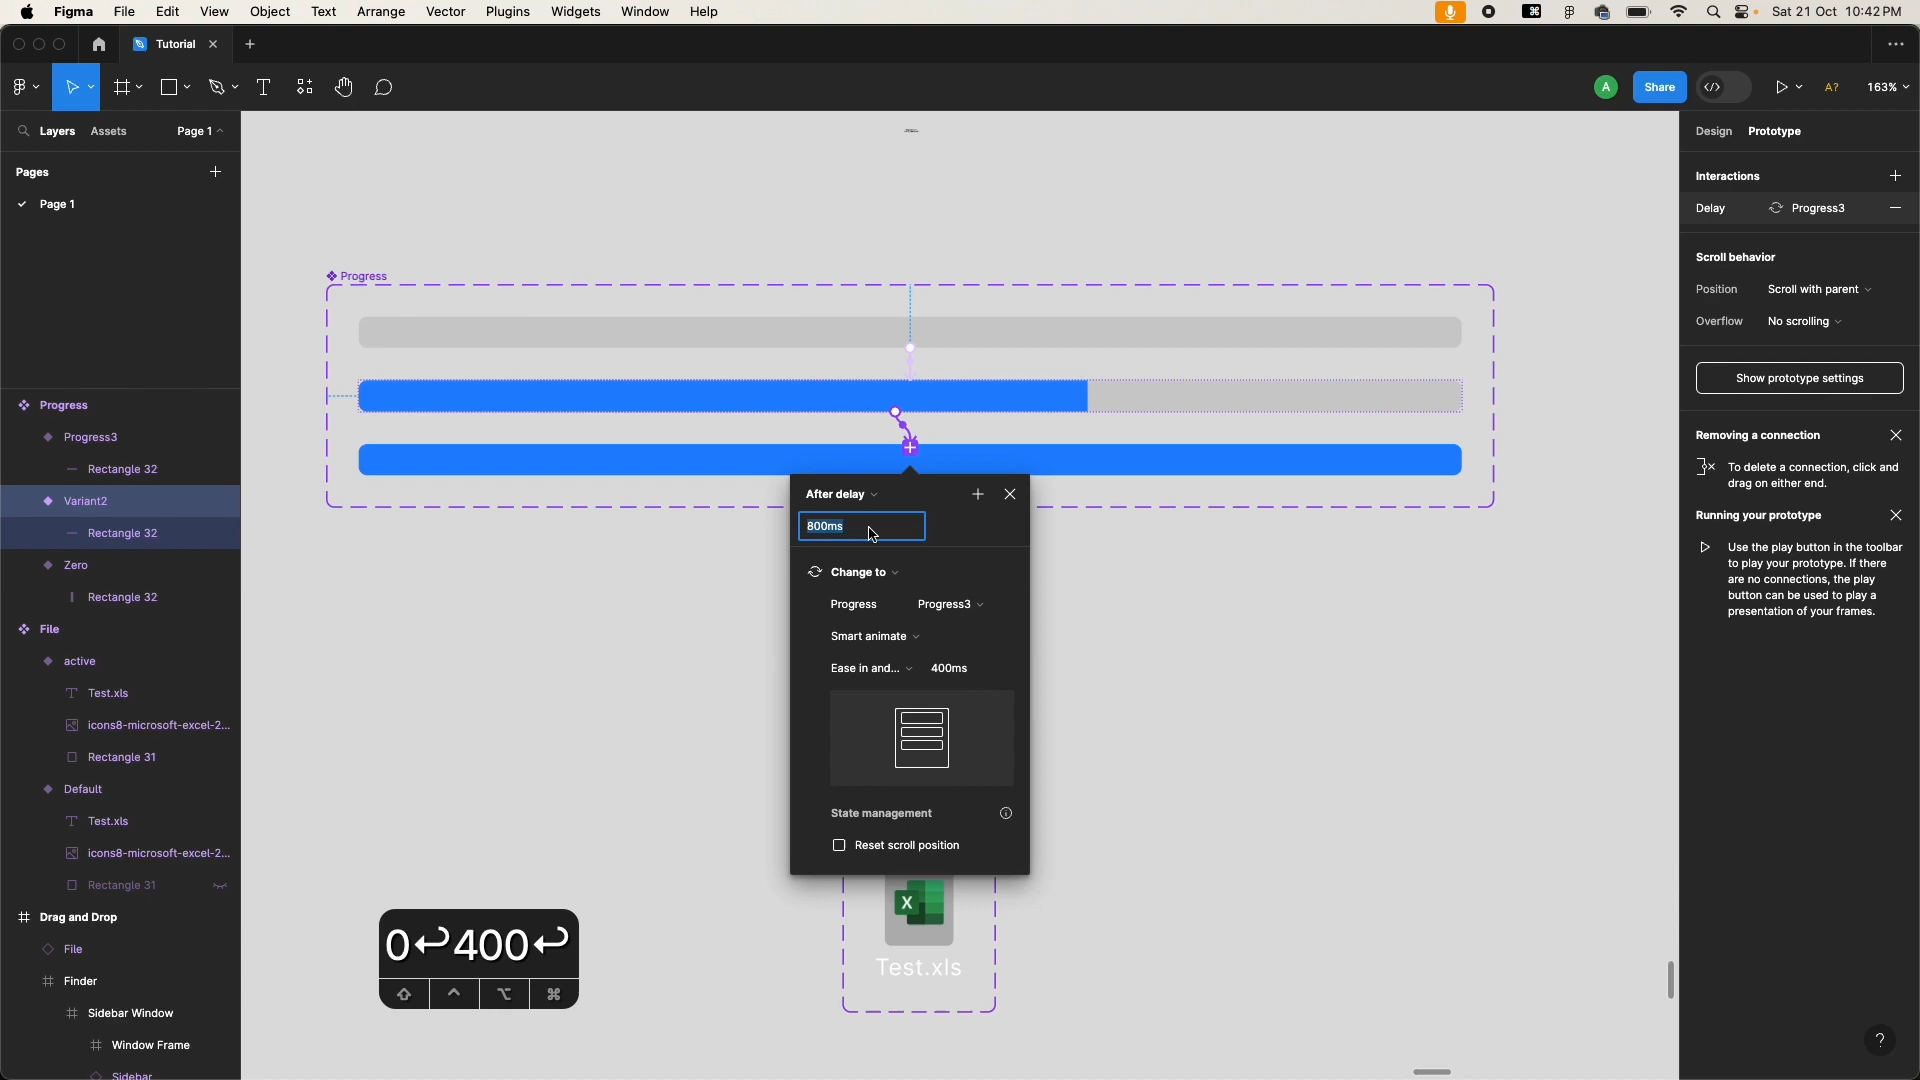 Figma File Edit View Object Text Arrange Vector Plugins Widgets Window Help
Sat 21 Oct 10:42 PM
Tutorial
A Share A? 163%
Layers Assets Page 1
Pages
Page 1
Progress
Progress3
Rectangle 32
Variant2
Rectangle 32
Zero
Rectangle 32
File
active
Test.xls
icons8-microsoft-excel-2...
Rectangle 31
Default
Test.xls
icons8-microsoft-excel-2...
Rectangle 31
Drag and Drop
File
Finder
Sidebar Window
Window Frame
Sidebar
Progress
After delay
800ms
Change to
Progress Progress3
Smart animate
Ease in and... 400ms
State management
Reset scroll position
X
Test.xls
0↩400↩
⇧ ^ ⌥ ⌘
Design Prototype
Interactions
Delay Progress3
Scroll behavior
Position Scroll with parent
Overflow No scrolling
Show prototype settings
Removing a connection
To delete a connection, click and
drag on either end.
Running your prototype
Use the play button in the toolbar
to play your prototype. If there
are no connections, the play
button can be used to play a
presentation of your frames.
?